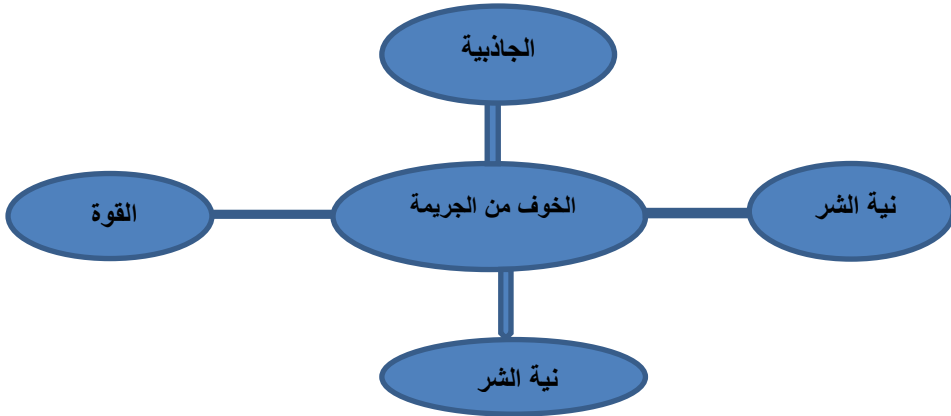 الجاذبية
نية الشر
الخوف من الجريمة
القوة
نية الشر